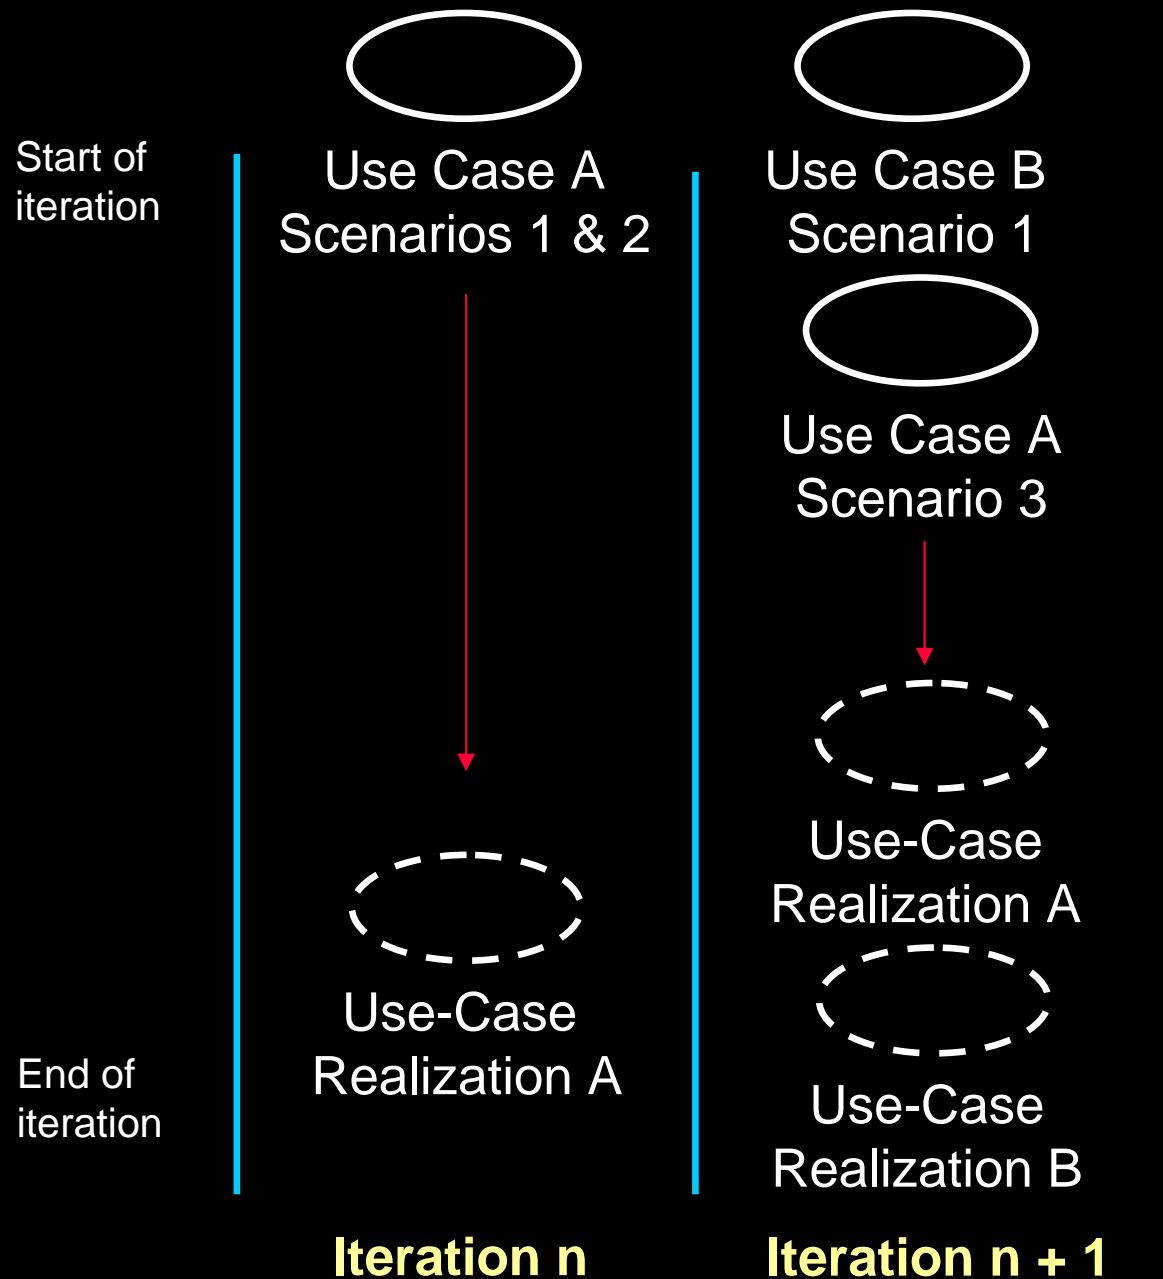 Start of
iteration
Use Case A
Scenarios 1 & 2
Use Case B
Scenario 1
Use Case A
Scenario 3
Use-Case
Realization A
Use-Case
Realization A
End of
iteration
Use-Case
Realization B
Iteration n
Iteration n + 1